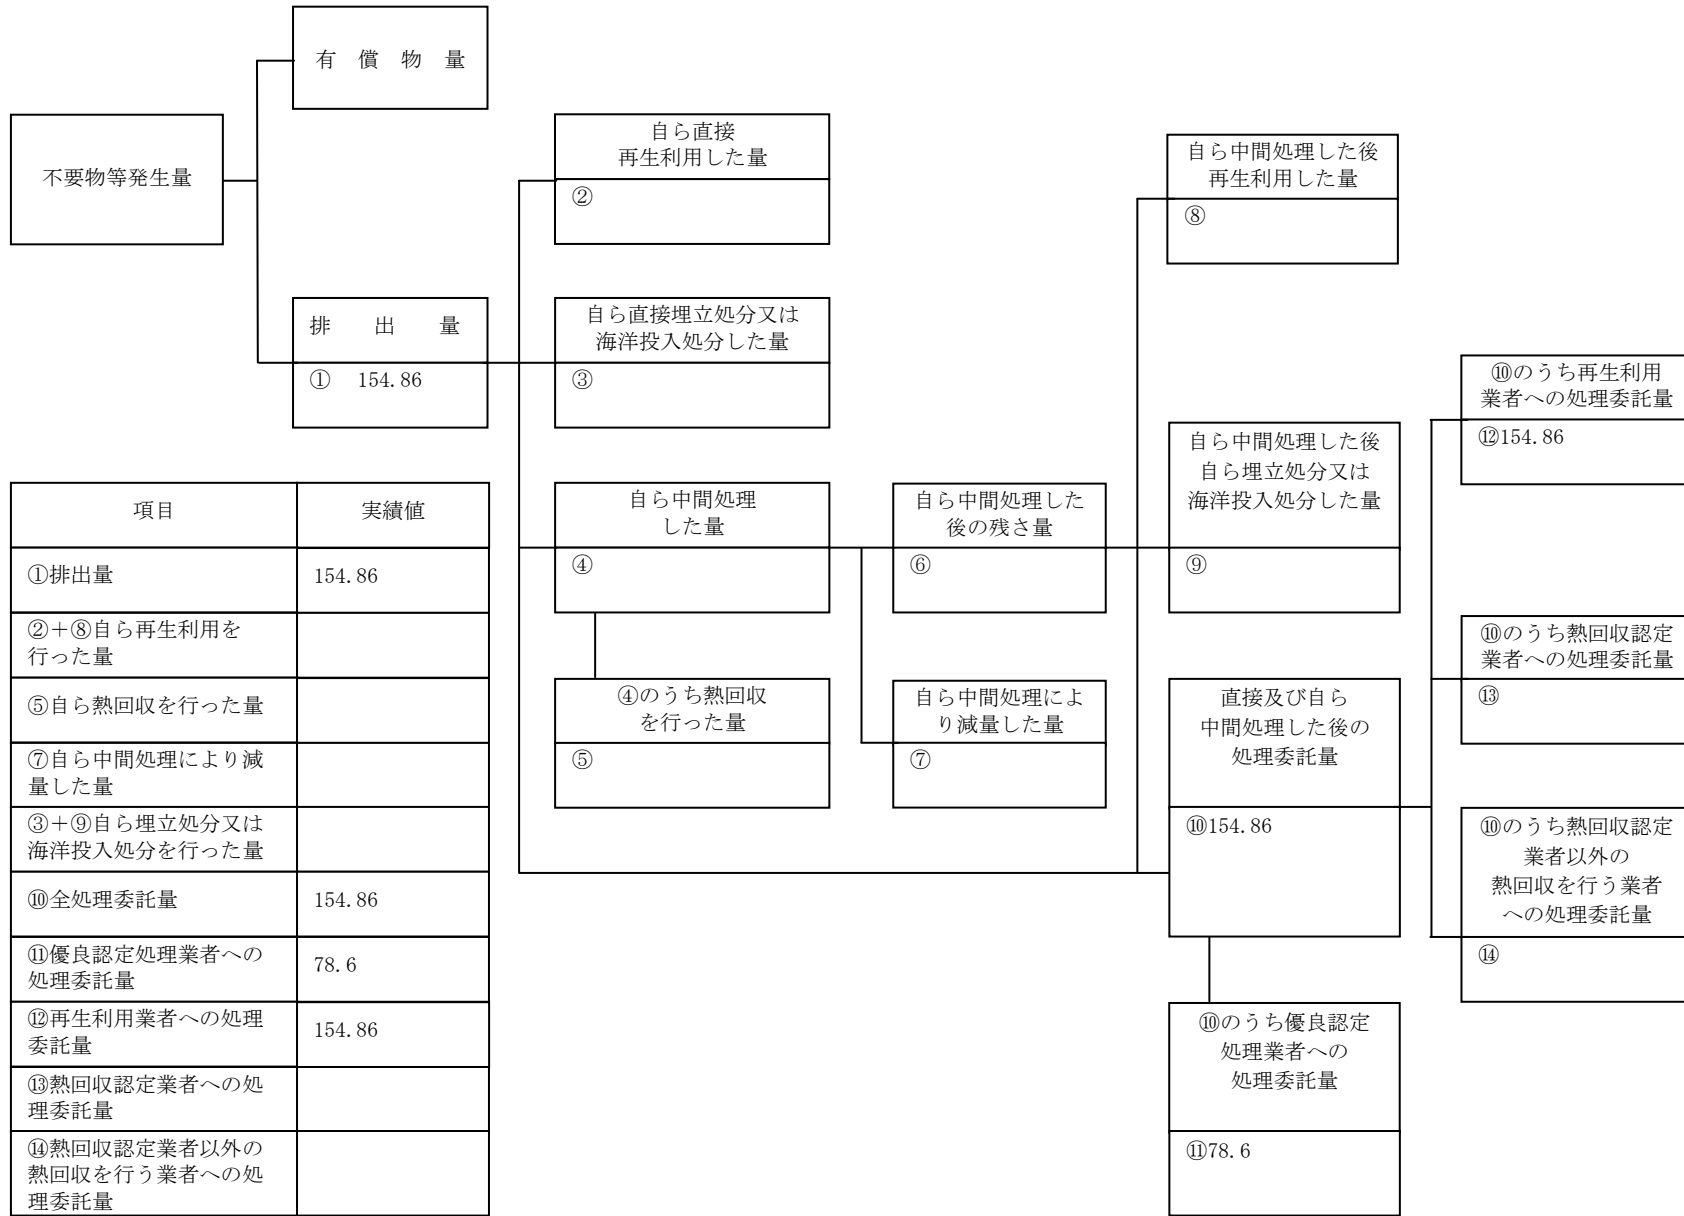 有 償 物 量
不要物等発生量
自ら直接
再生利用した量
②
自ら中間処理した後
再生利用した量
⑧
排 出 量
① 154.86
自ら直接埋立処分又は
海洋投入処分した量
③
⑩のうち再生利用
業者への処理委託量
⑫154.86
自ら中間処理した後
自ら埋立処分又は
海洋投入処分した量
⑨
自ら中間処理
した量
④
自ら中間処理した
後の残さ量
⑥
④のうち熱回収
を行った量
⑤
自ら中間処理によ
り減量した量
⑦
直接及び自ら
中間処理した後の
処理委託量
⑩154.86
⑩のうち熱回収認定
業者への処理委託量
⑬
⑩のうち熱回収認定
業者以外の
熱回収を行う業者
への処理委託量
⑭
⑩のうち優良認定
処理業者への
処理委託量
⑪78.6
項目 実績値
①排出量 154.86
②+⑧自ら再生利用を
行った量
⑤自ら熱回収を行った量
⑦自ら中間処理により減
量した量
③+⑨自ら埋立処分又は
海洋投入処分を行った量
⑩全処理委託量 154.86
⑪優良認定処理業者への
処理委託量 78.6
⑫再生利用業者への処理
委託量 154.86
⑬熱回収認定業者への処
理委託量
⑭熱回収認定業者以外の
熱回収を行う業者への処
理委託量